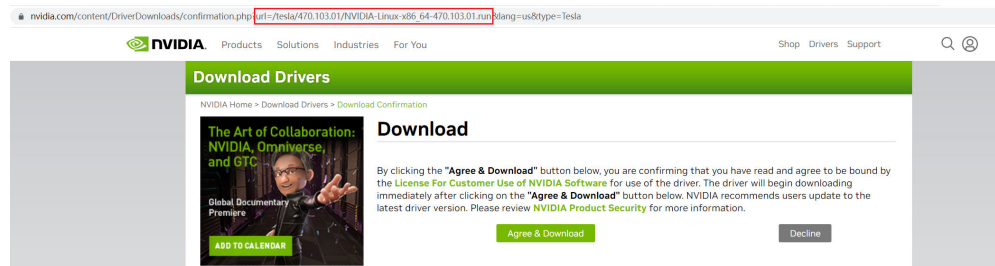 nvidia.com/content/DriverDownloads/confirmation.php?url=/tesla/470.103.01/NVIDIA-Linux-x86_64-470.103.01.run&lang=us&type=Tesla
NVIDIA. Products Solutions Industries For You Shop Drivers Support
Download Drivers
NVIDIA Home > Download Drivers > Download Confirmation
The Art of Collaboration:
NVIDIA, Omniverse,
and GTC
Global Documentary
Premiere
ADD TO CALENDAR
Download
By clicking the "Agree & Download" button below, you are confirming that you have read and agree to be bound by
the License For Customer Use of NVIDIA Software for use of the driver. The driver will begin downloading
immediately after clicking on the "Agree & Download" button below. NVIDIA recommends users update to the
latest driver version. Please review NVIDIA Product Security for more information.
Agree & Download Decline